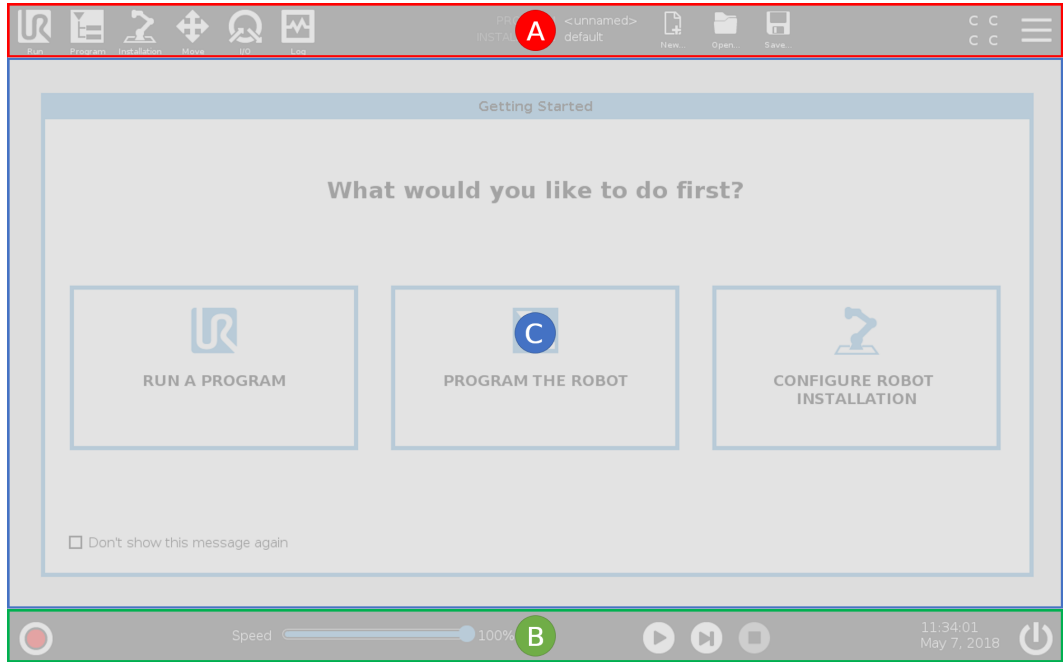 PRO <unnamed>
INSTAL default
A
Run Program Installation Move I/O Log
New... Open... Save...
C C
C C
Getting Started
What would you like to do first?
C
RUN A PROGRAM
PROGRAM THE ROBOT
CONFIGURE ROBOT
INSTALLATION
Don't show this message again
Speed 100%
B
11:34:01
May 7, 2018